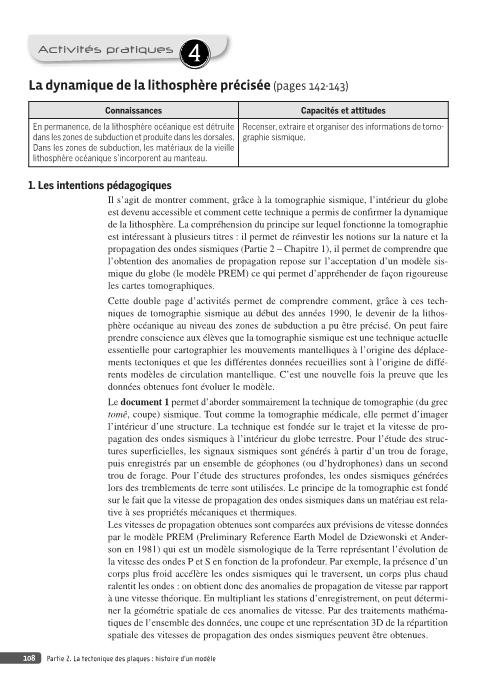 Activités pratiques 4
La dynamique de la lithosphère précisée (pages 142-143)
Connaissances
Capacités et attitudes
En permanence, de la lithosphère océanique est détruite
dans les zones de subduction et produite dans les dorsales.
Dans les zones de subduction, les matériaux de la vieille
lithosphère océanique s'incorporent au manteau.
Recenser, extraire et organiser des informations de tomo-
graphie sismique.
1. Les intentions pédagogiques
Il s'agit de montrer comment, grâce à la tomographie sismique, l'intérieur du globe
est devenu accessible et comment cette technique a permis de confirmer la dynamique
de la lithosphère. La compréhension du principe sur lequel fonctionne la tomographie
est intéressant à plusieurs titres : il permet de réinvestir les notions sur la nature et la
propagation des ondes sismiques (Partie 2 – Chapitre 1), il permet de comprendre que
l'obtention des anomalies de propagation repose sur l'acceptation d'un modèle sis-
mique du globe (le modèle PREM) ce qui permet d'appréhender de façon rigoureuse
les cartes tomographiques.
Cette double page d'activités permet de comprendre comment, grâce à ces tech-
niques de tomographie sismique au début des années 1990, le devenir de la lithos-
phère océanique au niveau des zones de subduction a pu être précisé. On peut faire
prendre conscience aux élèves que la tomographie sismique est une technique actuelle
essentielle pour cartographier les mouvements mantelliques à l'origine des déplace-
ments tectoniques et que les différentes données recueillies sont à l'origine de diffé-
rents modèles de circulation mantellique. C'est une nouvelle fois la preuve que les
données obtenues font évoluer le modèle.
Le document 1 permet d'aborder sommairement la technique de tomographie (du grec
tomê, coupe) sismique. Tout comme la tomographie médicale, elle permet d'imager
l'intérieur d'une structure. La technique est fondée sur le trajet et la vitesse de pro-
pagation des ondes sismiques à l'intérieur du globe terrestre. Pour l'étude des struc-
tures superficielles, les signaux sismiques sont générés à partir d'un trou de forage,
puis enregistrés par un ensemble de géophones (ou d'hydrophones) dans un second
trou de forage. Pour l'étude des structures profondes, les ondes sismiques générées
lors des tremblements de terre sont utilisées. Le principe de la tomographie est fondé
sur le fait que la vitesse de propagation des ondes sismiques dans un matériau est rela-
tive à ses propriétés mécaniques et thermiques.
Les vitesses de propagation obtenues sont comparées aux prévisions de vitesse données
par le modèle PREM (Preliminary Reference Earth Model de Dziewonski et Ander-
son en 1981) qui est un modèle sismologique de la Terre représentant l'évolution de
la vitesse des ondes P et S en fonction de la profondeur. Par exemple, la présence d'un
corps plus froid accélère les ondes sismiques qui le traversent, un corps plus chaud
ralentit les ondes : on obtient donc des anomalies de propagation de vitesse par rapport
à une vitesse théorique. En multipliant les stations d'enregistrement, on peut détermi-
ner la géométrie spatiale de ces anomalies de vitesse. Par des traitements mathéma-
tiques de l'ensemble des données, une coupe et une représentation 3D de la répartition
spatiale des vitesses de propagation des ondes sismiques peuvent être obtenues.
108 Partie 2. La tectonique des plaques : histoire d'un modèle